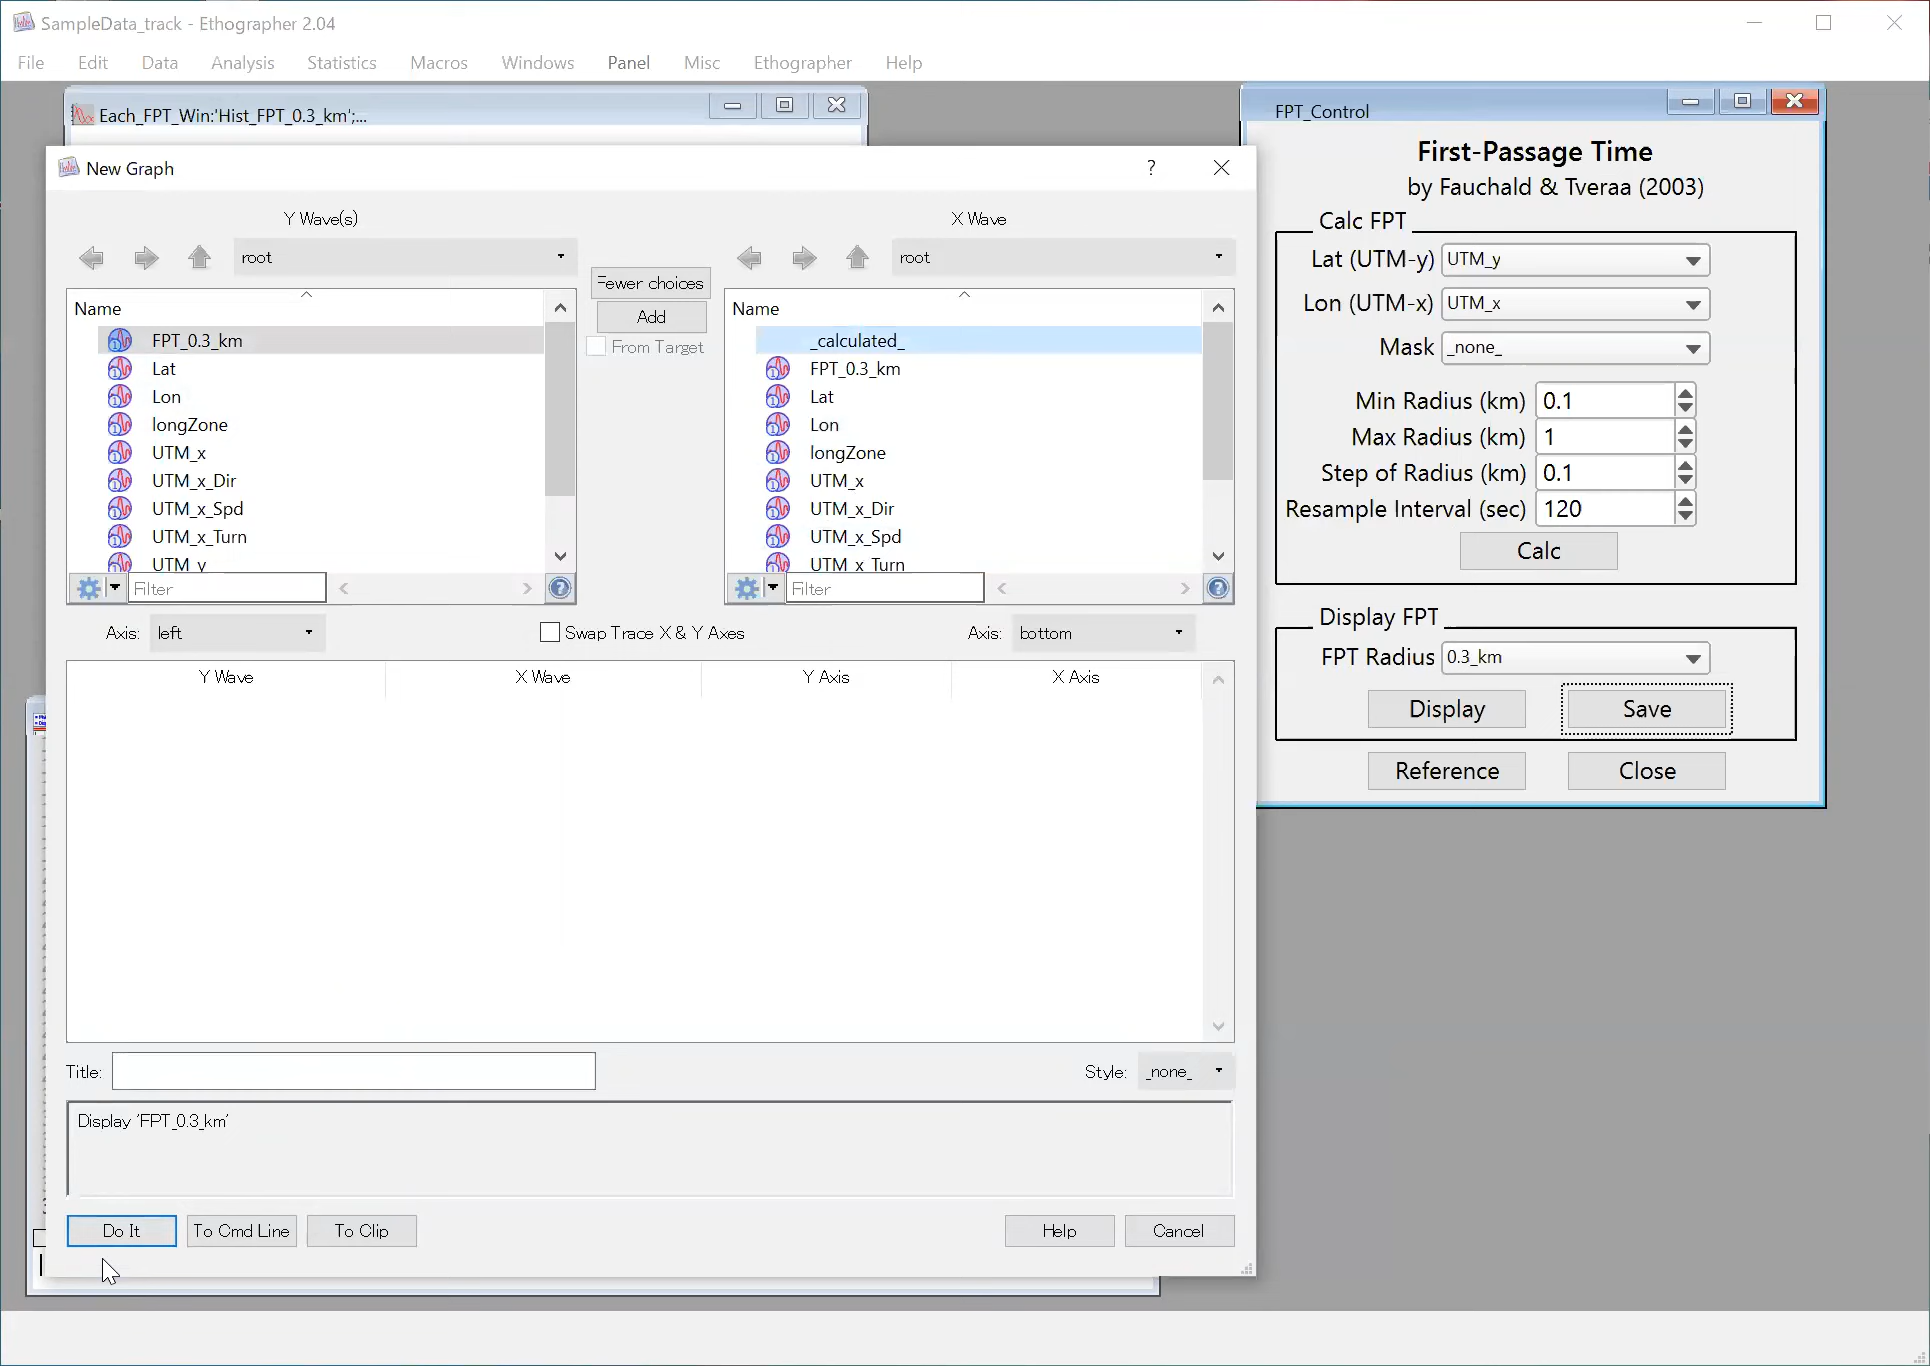 SampleData_track - Ethographer 2.04
File Edit Data Analysis Statistics Macros Windows Panel Misc Ethographer Help
Each_FPT_Win:'Hist_FPT_0.3_km';...
New Graph
?
Y Wave(s)
X Wave
root
root
Fewer choices
Add
From Target
Name
FPT_0.3_km
Lat
Lon
longZone
UTM_x
UTM_x_Dir
UTM_x_Spd
UTM_x_Turn
UTM_y
Filter
Name
_calculated_
FPT_0.3_km
Lat
Lon
longZone
UTM_x
UTM_x_Dir
UTM_x_Spd
UTM_x_Turn
Filter
Axis: left
Swap Trace X & Y Axes
Axis: bottom
Y Wave X Wave Y Axis X Axis
Title:
Style: _none_
Display 'FPT_0.3_km'
Do It To Cmd Line To Clip Help Cancel
FPT_Control
First-Passage Time
by Fauchald & Tveraa (2003)
Calc FPT
Lat (UTM-y) UTM_y
Lon (UTM-x) UTM_x
Mask _none_
Min Radius (km) 0.1
Max Radius (km) 1
Step of Radius (km) 0.1
Resample Interval (sec) 120
Calc
Display FPT
FPT Radius 0.3_km
Display Save
Reference Close